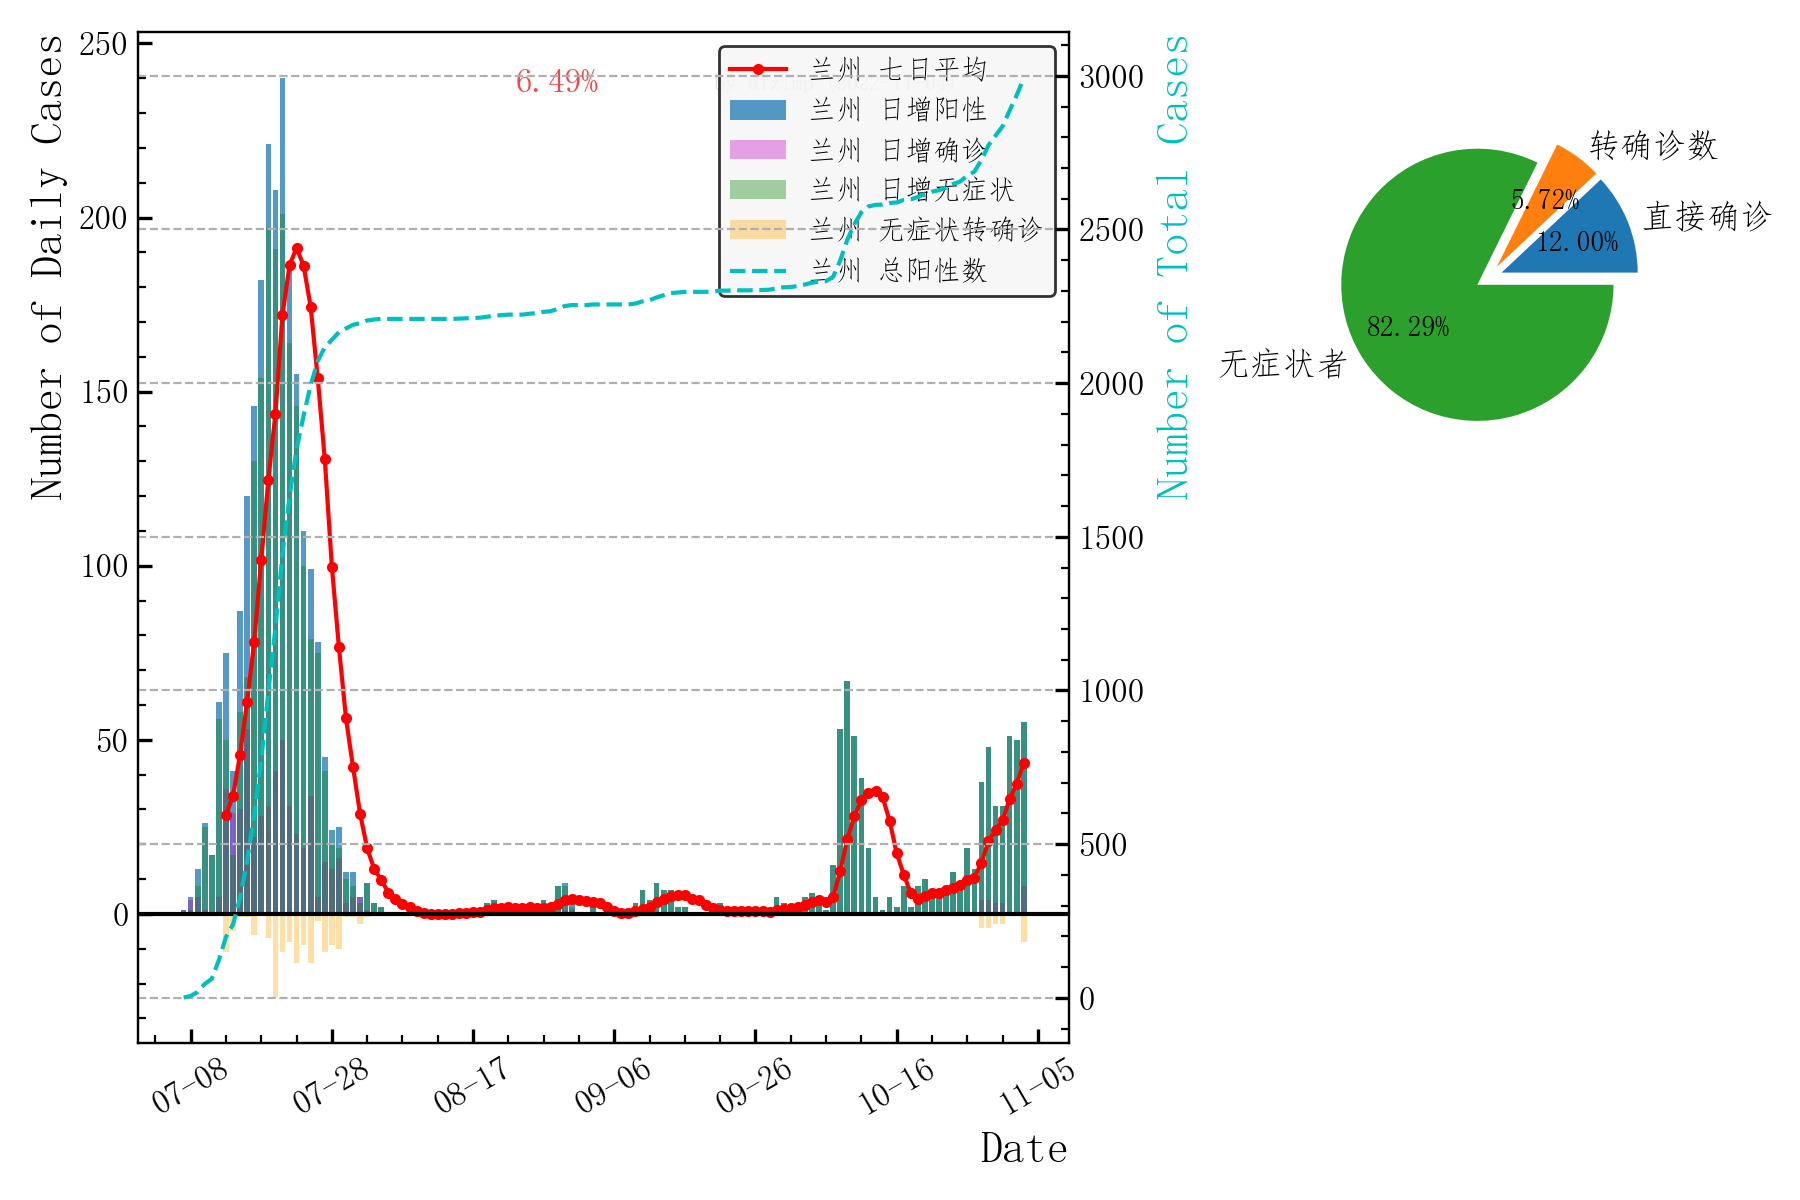 Number of Daily Cases
250
200
150
100
50
0
6.49%
兰州 七日平均
兰州 日增阳性
兰州 日增确诊
兰州 日增无症状
兰州 无症状转确诊
兰州 总阳性数
3000
2500
2000
1500
1000
500
0
Number of Total Cases
07-08
07-28
08-17
09-06
09-26
10-16
11-05
Date
转确诊数
5.72%
直接确诊
12.00%
82.29%
无症状者